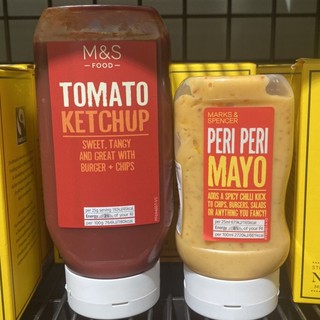 M&S
FOOD
TOMATO
KETCHUP
SWEET, TANGY
AND GREAT WITH
BURGER + CHIPS
MARKS &
SPENCER
PERI PERI
MAYO
ADDS A SPICY CHILLI KICK
TO CHIPS, BURGERS, SALADS
OR ANYTHING YOU FANCY!